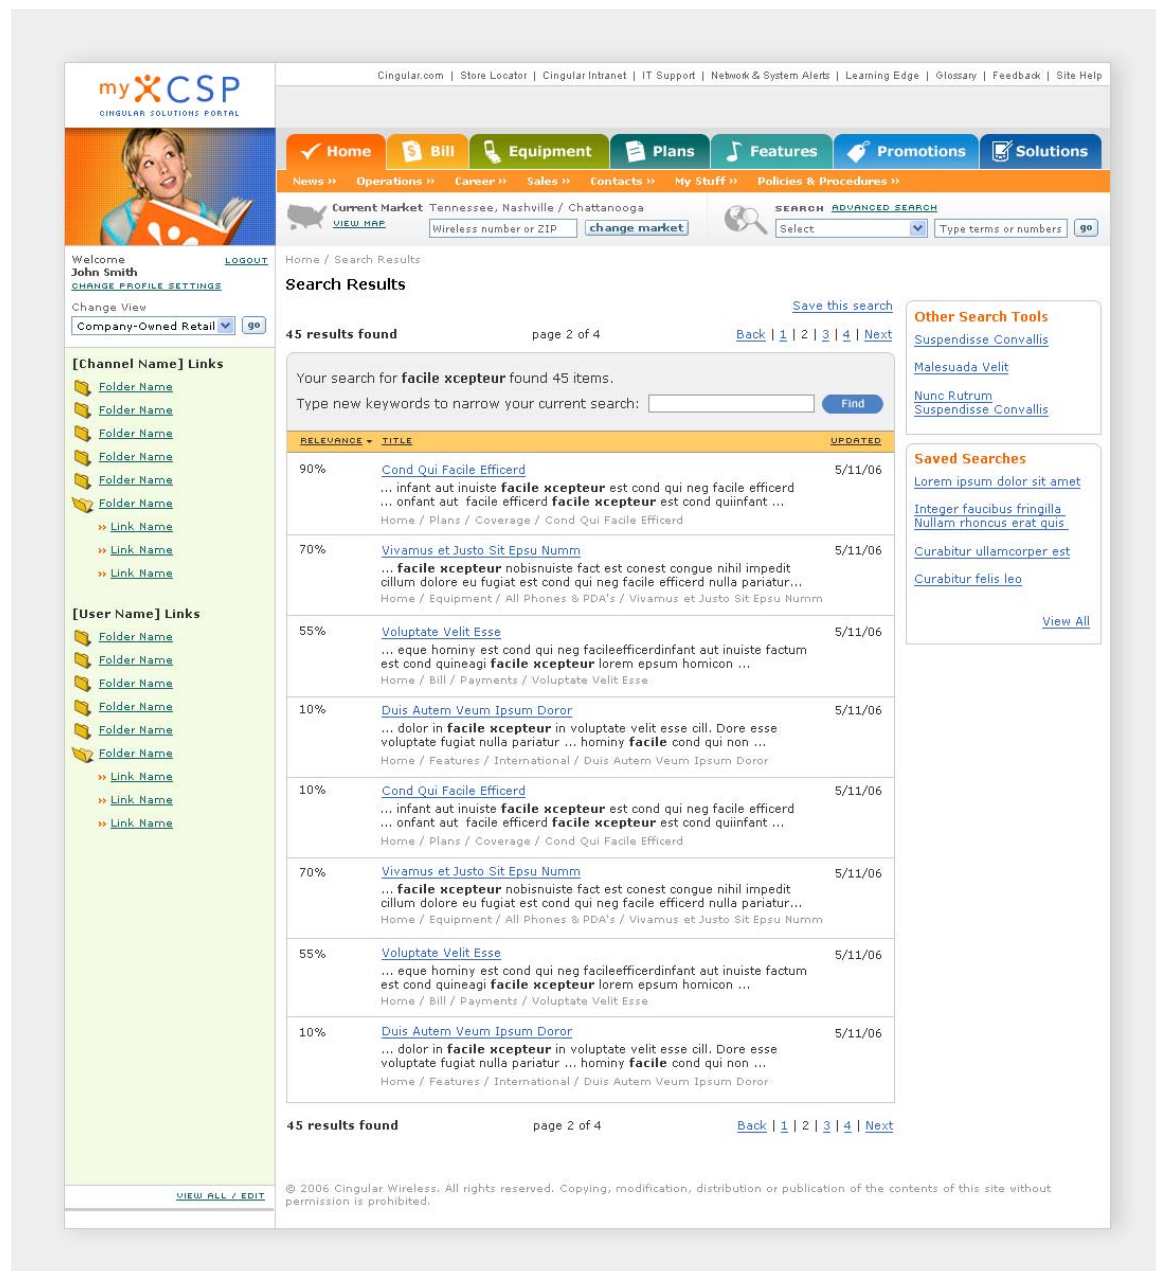 my CSP
CINGULAR SOLUTIONS PORTAL
Cingular.com | Store Locator | Cingular Intranet | IT Support | Network & System Alerts | Learning Edge | Glossary | Feedback | Site Help
Home Bill Equipment Plans Features Promotions Solutions
News » Operations » Career » Sales » Contacts » My Stuff » Policies & Procedures »
Current Market Tennessee, Nashville / Chattanooga
VIEW MAP
Wireless number or ZIP change market
SEARCH ADVANCED SEARCH
Select Type terms or numbers go
Welcome LOGOUT
John Smith
CHANGE PROFILE SETTINGS
Change View
Company-Owned Retail go
[Channel Name] Links
Folder Name
Folder Name
Folder Name
Folder Name
Folder Name
Folder Name
» Link Name
» Link Name
» Link Name
[User Name] Links
Folder Name
Folder Name
Folder Name
Folder Name
Folder Name
Folder Name
» Link Name
» Link Name
» Link Name
VIEW ALL / EDIT
Home / Search Results
Search Results
Save this search
45 results found page 2 of 4 Back | 1 | 2 | 3 | 4 | Next
Your search for facile xcepteur found 45 items.
Type new keywords to narrow your current search: Find
RELEVANCE TITLE UPDATED
90% Cond Qui Facile Efficerd 5/11/06
... infant aut inuiste facile xcepteur est cond qui neg facile efficerd
... onfant aut facile efficerd facile xcepteur est cond quiinfant ...
Home / Plans / Coverage / Cond Qui Facile Efficerd
70% Vivamus et Justo Sit Epsu Numm 5/11/06
... facile xcepteur nobisnuiste fact est conest congue nihil impedit
cillum dolore eu fugiat est cond qui neg facile efficerd nulla pariatur...
Home / Equipment / All Phones & PDA's / Vivamus et Justo Sit Epsu Numm
55% Voluptate Velit Esse 5/11/06
... eque hominy est cond qui neg facileefficerdinfant aut inuiste factum
est cond quineagi facile xcepteur lorem epsum homicon ...
Home / Bill / Payments / Voluptate Velit Esse
10% Duis Autem Veum Ipsum Doror 5/11/06
... dolor in facile xcepteur in voluptate velit esse cill. Dore esse
voluptate fugiat nulla pariatur ... hominy facile cond qui non ...
Home / Features / International / Duis Autem Veum Ipsum Doror
10% Cond Qui Facile Efficerd 5/11/06
... infant aut inuiste facile xcepteur est cond qui neg facile efficerd
... onfant aut facile efficerd facile xcepteur est cond quiinfant ...
Home / Plans / Coverage / Cond Qui Facile Efficerd
70% Vivamus et Justo Sit Epsu Numm 5/11/06
... facile xcepteur nobisnuiste fact est conest congue nihil impedit
cillum dolore eu fugiat est cond qui neg facile efficerd nulla pariatur...
Home / Equipment / All Phones & PDA's / Vivamus et Justo Sit Epsu Numm
55% Voluptate Velit Esse 5/11/06
... eque hominy est cond qui neg facileefficerdinfant aut inuiste factum
est cond quineagi facile xcepteur lorem epsum homicon ...
Home / Bill / Payments / Voluptate Velit Esse
10% Duis Autem Veum Ipsum Doror 5/11/06
... dolor in facile xcepteur in voluptate velit esse cill. Dore esse
voluptate fugiat nulla pariatur ... hominy facile cond qui non ...
Home / Features / International / Duis Autem Veum Ipsum Doror
45 results found page 2 of 4 Back | 1 | 2 | 3 | 4 | Next
Other Search Tools
Suspendisse Convallis
Malesuada Velit
Nunc Rutrum
Suspendisse Convallis
Saved Searches
Lorem ipsum dolor sit amet
Integer faucibus fringilla
Nullam rhoncus erat quis
Curabitur ullamcorper est
Curabitur felis leo
View All
© 2006 Cingular Wireless. All rights reserved. Copying, modification, distribution or publication of the contents of this site without
permission is prohibited.